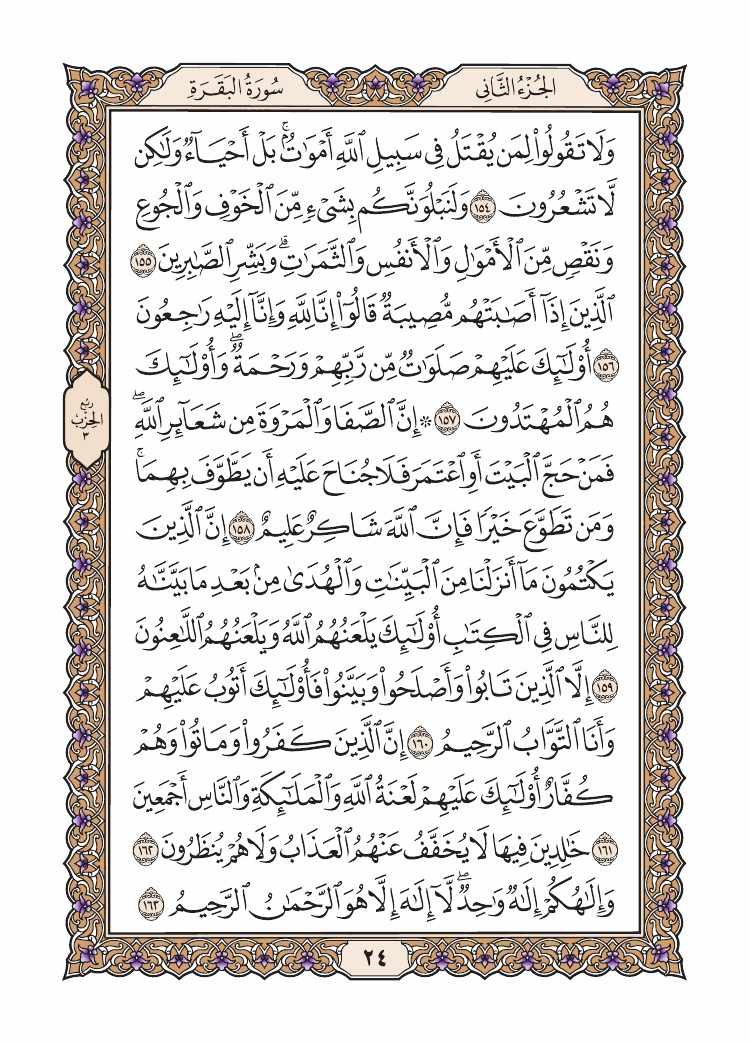 الجُزْءُ الثَّانِى
سُورَةُ البَقَرَةِ
وَلَا تَقُولُوا۟ لِمَن يُقْتَلُ فِى سَبِيلِ ٱللَّهِ أَمْوَٰتٌۢ ۚ بَلْ أَحْيَآءٌ وَلَٰكِن
لَّا تَشْعُرُونَ ١٥٤ وَلَنَبْلُوَنَّكُم بِشَىْءٍ مِّنَ ٱلْخَوْفِ وَٱلْجُوعِ
وَنَقْصٍ مِّنَ ٱلْأَمْوَٰلِ وَٱلْأَنفُسِ وَٱلثَّمَرَٰتِ ۗ وَبَشِّرِ ٱلصَّٰبِرِينَ ١٥٥
ٱلَّذِينَ إِذَآ أَصَٰبَتْهُم مُّصِيبَةٌ قَالُوٓا۟ إِنَّا لِلَّهِ وَإِنَّآ إِلَيْهِ رَٰجِعُونَ
١٥٦ أُو۟لَٰٓئِكَ عَلَيْهِمْ صَلَوَٰتٌ مِّن رَّبِّهِمْ وَرَحْمَةٌ ۖ وَأُو۟لَٰٓئِكَ
هُمُ ٱلْمُهْتَدُونَ ١٥٧ ۞ إِنَّ ٱلصَّفَا وَٱلْمَرْوَةَ مِن شَعَآئِرِ ٱللَّهِ ۖ
فَمَنْ حَجَّ ٱلْبَيْتَ أَوِ ٱعْتَمَرَ فَلَا جُنَاحَ عَلَيْهِ أَن يَطَّوَّفَ بِهِمَا ۚ
وَمَن تَطَوَّعَ خَيْرًا فَإِنَّ ٱللَّهَ شَاكِرٌ عَلِيمٌ ١٥٨ إِنَّ ٱلَّذِينَ
يَكْتُمُونَ مَآ أَنزَلْنَا مِنَ ٱلْبَيِّنَٰتِ وَٱلْهُدَىٰ مِنۢ بَعْدِ مَا بَيَّنَّٰهُ
لِلنَّاسِ فِى ٱلْكِتَٰبِ أُو۟لَٰٓئِكَ يَلْعَنُهُمُ ٱللَّهُ وَيَلْعَنُهُمُ ٱللَّٰعِنُونَ
١٥٩ إِلَّا ٱلَّذِينَ تَابُوا۟ وَأَصْلَحُوا۟ وَبَيَّنُوا۟ فَأُو۟لَٰٓئِكَ أَتُوبُ عَلَيْهِمْ
وَأَنَا ٱلتَّوَّابُ ٱلرَّحِيمُ ١٦٠ إِنَّ ٱلَّذِينَ كَفَرُوا۟ وَمَاتُوا۟ وَهُمْ
كُفَّارٌ أُو۟لَٰٓئِكَ عَلَيْهِمْ لَعْنَةُ ٱللَّهِ وَٱلْمَلَٰٓئِكَةِ وَٱلنَّاسِ أَجْمَعِينَ
١٦١ خَٰلِدِينَ فِيهَا لَا يُخَفَّفُ عَنْهُمُ ٱلْعَذَابُ وَلَا هُمْ يُنظَرُونَ ١٦٢
وَإِلَٰهُكُمْ إِلَٰهٌ وَٰحِدٌ ۖ لَّآ إِلَٰهَ إِلَّا هُوَ ٱلرَّحْمَٰنُ ٱلرَّحِيمُ ١٦٣
رُبْع
الحِزْب
٣
٢٤